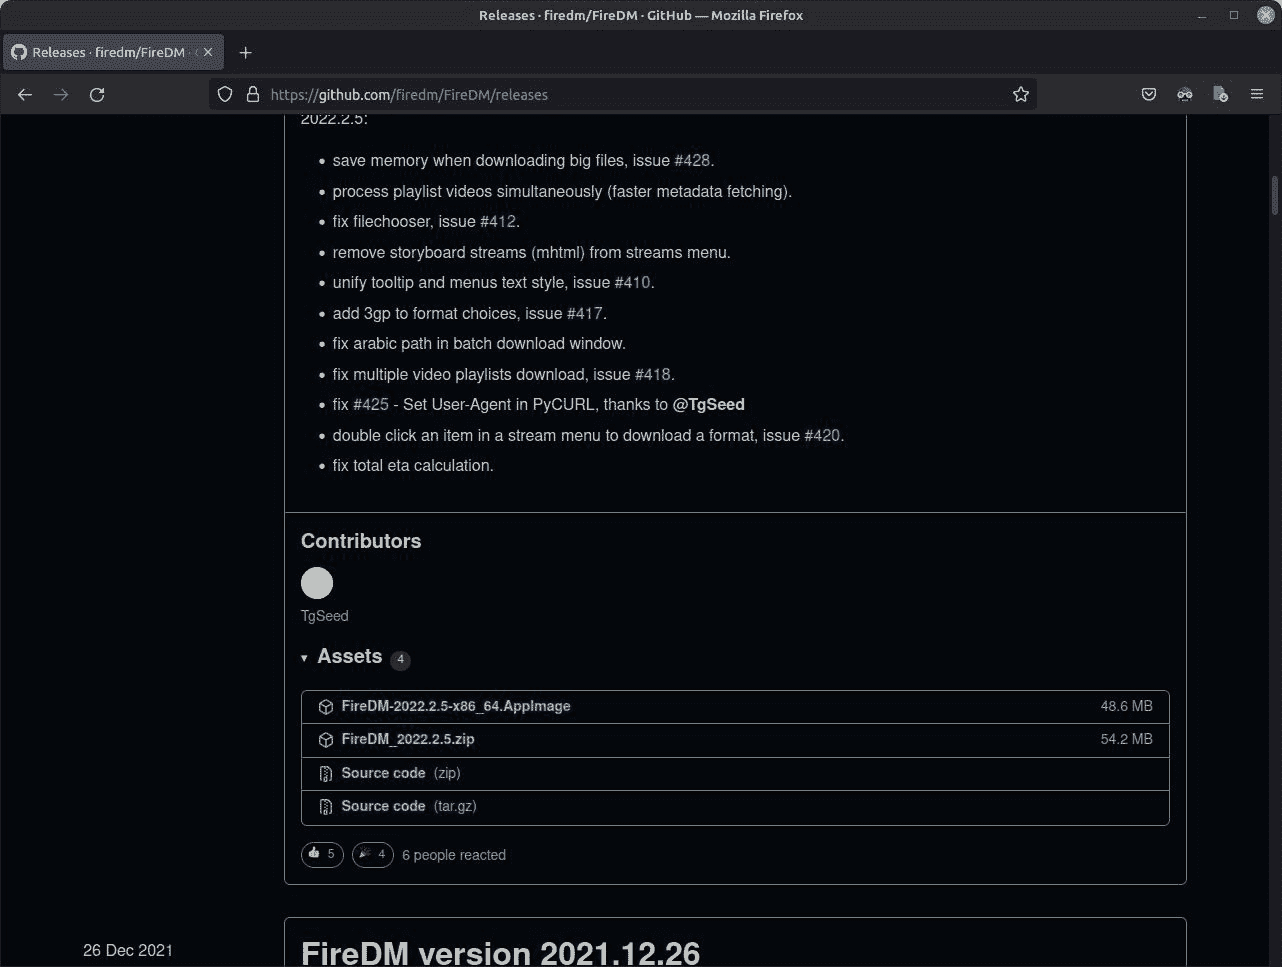 Releases · firedm/FireDM · GitHub — Mozilla Firefox
Releases · firedm/FireDM ·
https://github.com/firedm/FireDM/releases
2022.2.5:
save memory when downloading big files, issue #428.
process playlist videos simultaneously (faster metadata fetching).
fix filechooser, issue #412.
remove storyboard streams (mhtml) from streams menu.
unify tooltip and menus text style, issue #410.
add 3gp to format choices, issue #417.
fix arabic path in batch download window.
fix multiple video playlists download, issue #418.
fix #425 - Set User-Agent in PyCURL, thanks to @TgSeed
double click an item in a stream menu to download a format, issue #420.
fix total eta calculation.
Contributors
TgSeed
Assets 4
FireDM-2022.2.5-x86_64.AppImage 48.6 MB
FireDM_2022.2.5.zip 54.2 MB
Source code (zip)
Source code (tar.gz)
5 4 6 people reacted
26 Dec 2021
FireDM version 2021.12.26